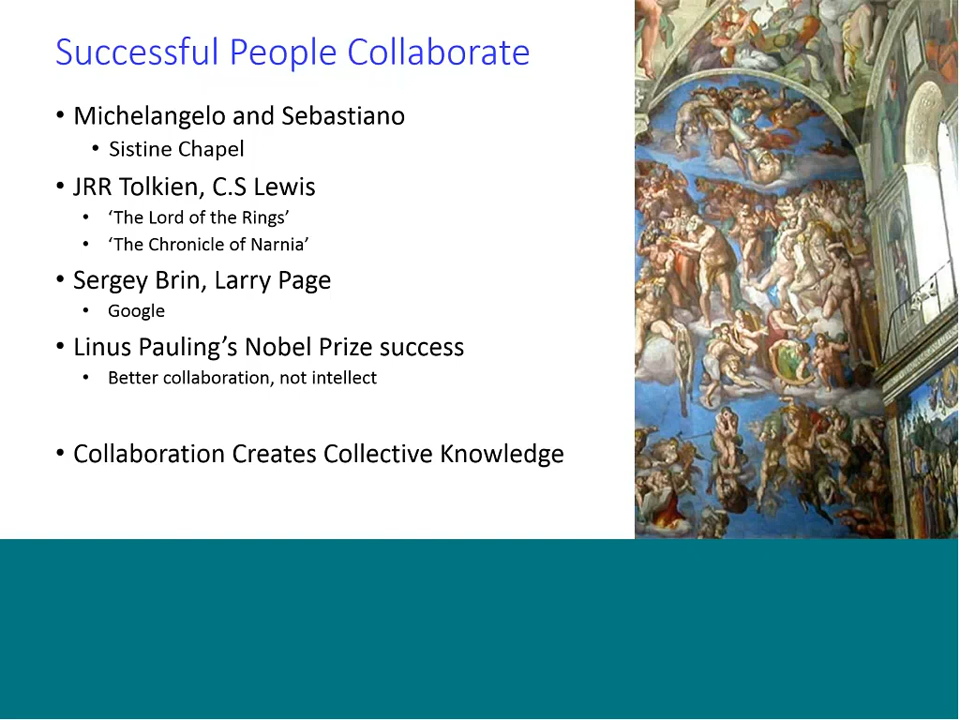 Successful People Collaborate
• Michelangelo and Sebastiano
• Sistine Chapel
• JRR Tolkien, C.S Lewis
• ‘The Lord of the Rings’
• ‘The Chronicle of Narnia’
• Sergey Brin, Larry Page
• Google
• Linus Pauling’s Nobel Prize success
• Better collaboration, not intellect
• Collaboration Creates Collective Knowledge